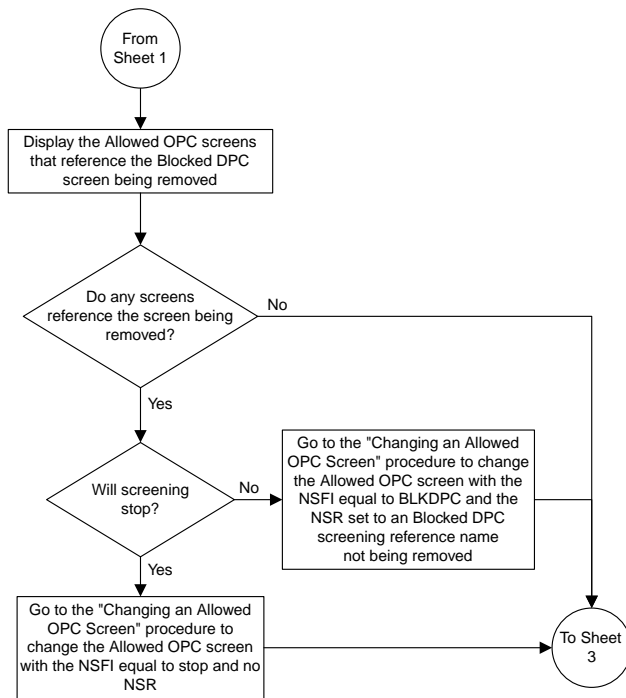 From
Sheet 1
Display the Allowed OPC screens
that reference the Blocked DPC
screen being removed
Do any screens
reference the screen being
removed?
No
Yes
Will screening
stop?
No
Go to the "Changing an Allowed
OPC Screen" procedure to change
the Allowed OPC screen with the
NSFI equal to BLKDPC and the
NSR set to an Blocked DPC
screening reference name
not being removed
Yes
Go to the "Changing an Allowed
OPC Screen" procedure to
change the Allowed OPC screen
with the NSFI equal to stop and no
NSR
To Sheet
3